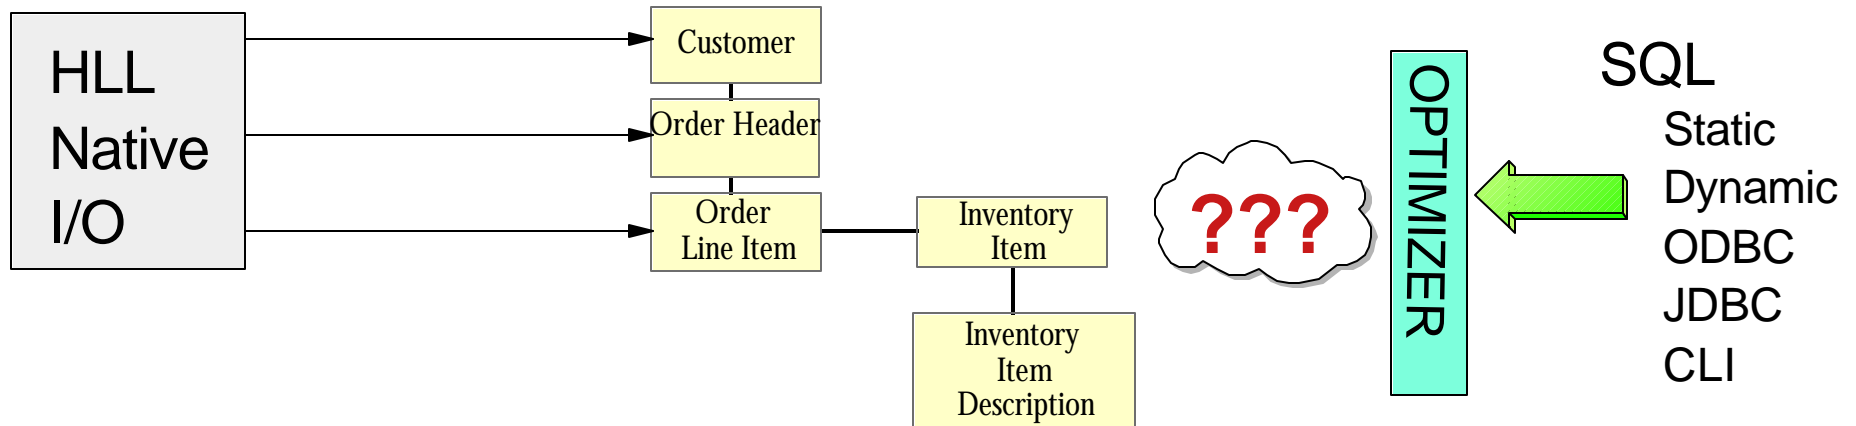 HLL
Native
I/O
Customer
Order Header
Order
Line Item
Inventory
Item
Inventory
Item
Description
???
OPTIMIZER
SQL
Static
Dynamic
ODBC
JDBC
CLI